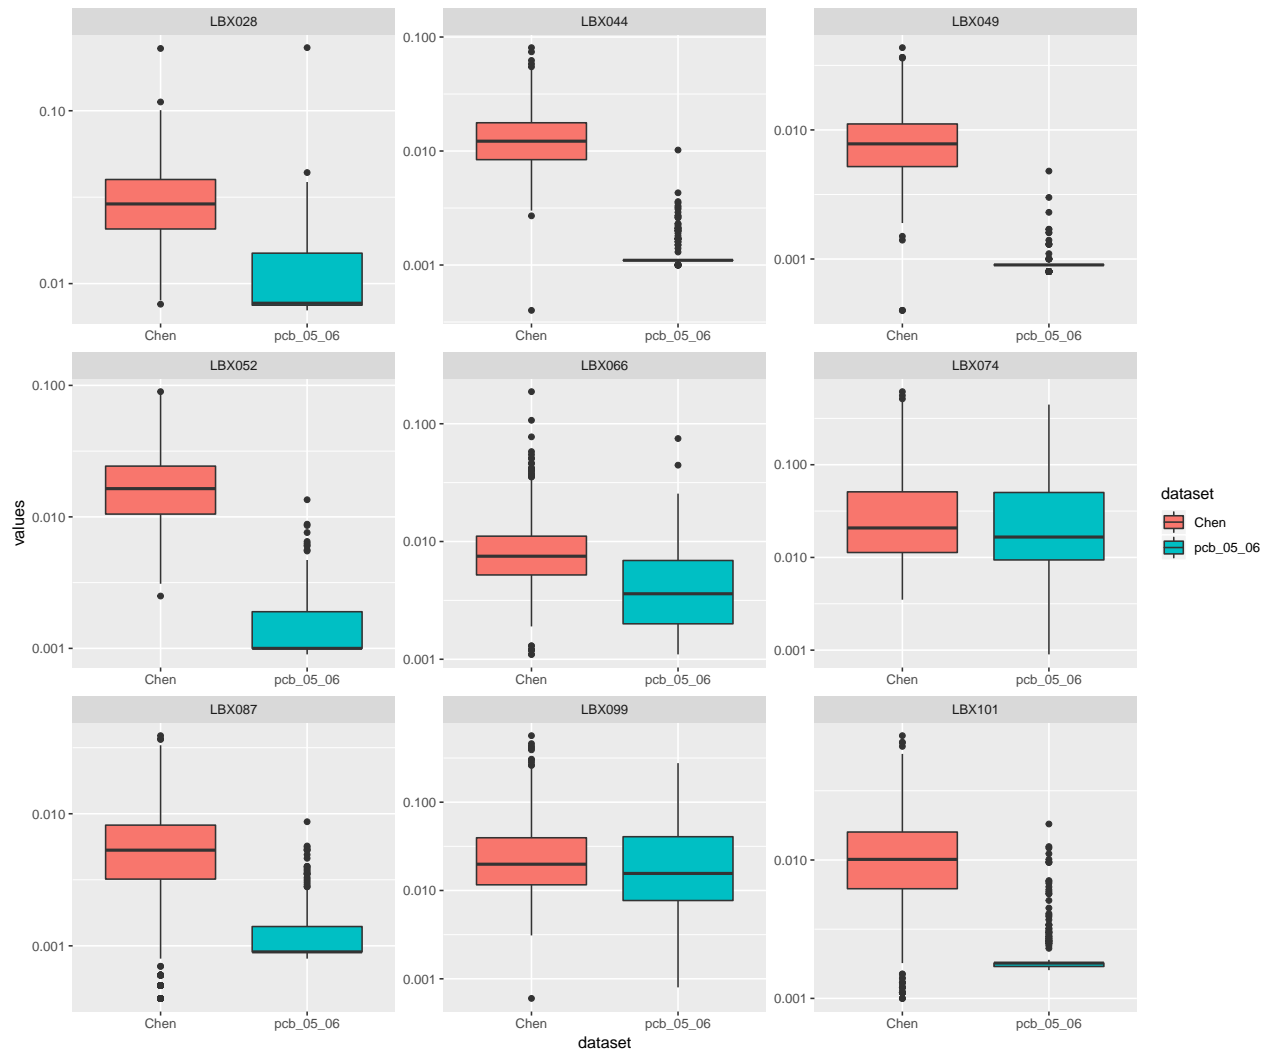 LBX028 LBX044 LBX049
0.10
0.01
0.100
0.010
0.001
0.010
0.001
Chen pcb_05_06 Chen pcb_05_06 Chen pcb_05_06
LBX052 LBX066 LBX074
0.100
0.010
0.001
0.100
0.010
0.001
0.100
0.010
0.001
Chen pcb_05_06 Chen pcb_05_06 Chen pcb_05_06
LBX087 LBX099 LBX101
0.010
0.001
0.100
0.010
0.001
0.010
0.001
Chen pcb_05_06 Chen pcb_05_06 Chen pcb_05_06
values
dataset
dataset
Chen
pcb_05_06